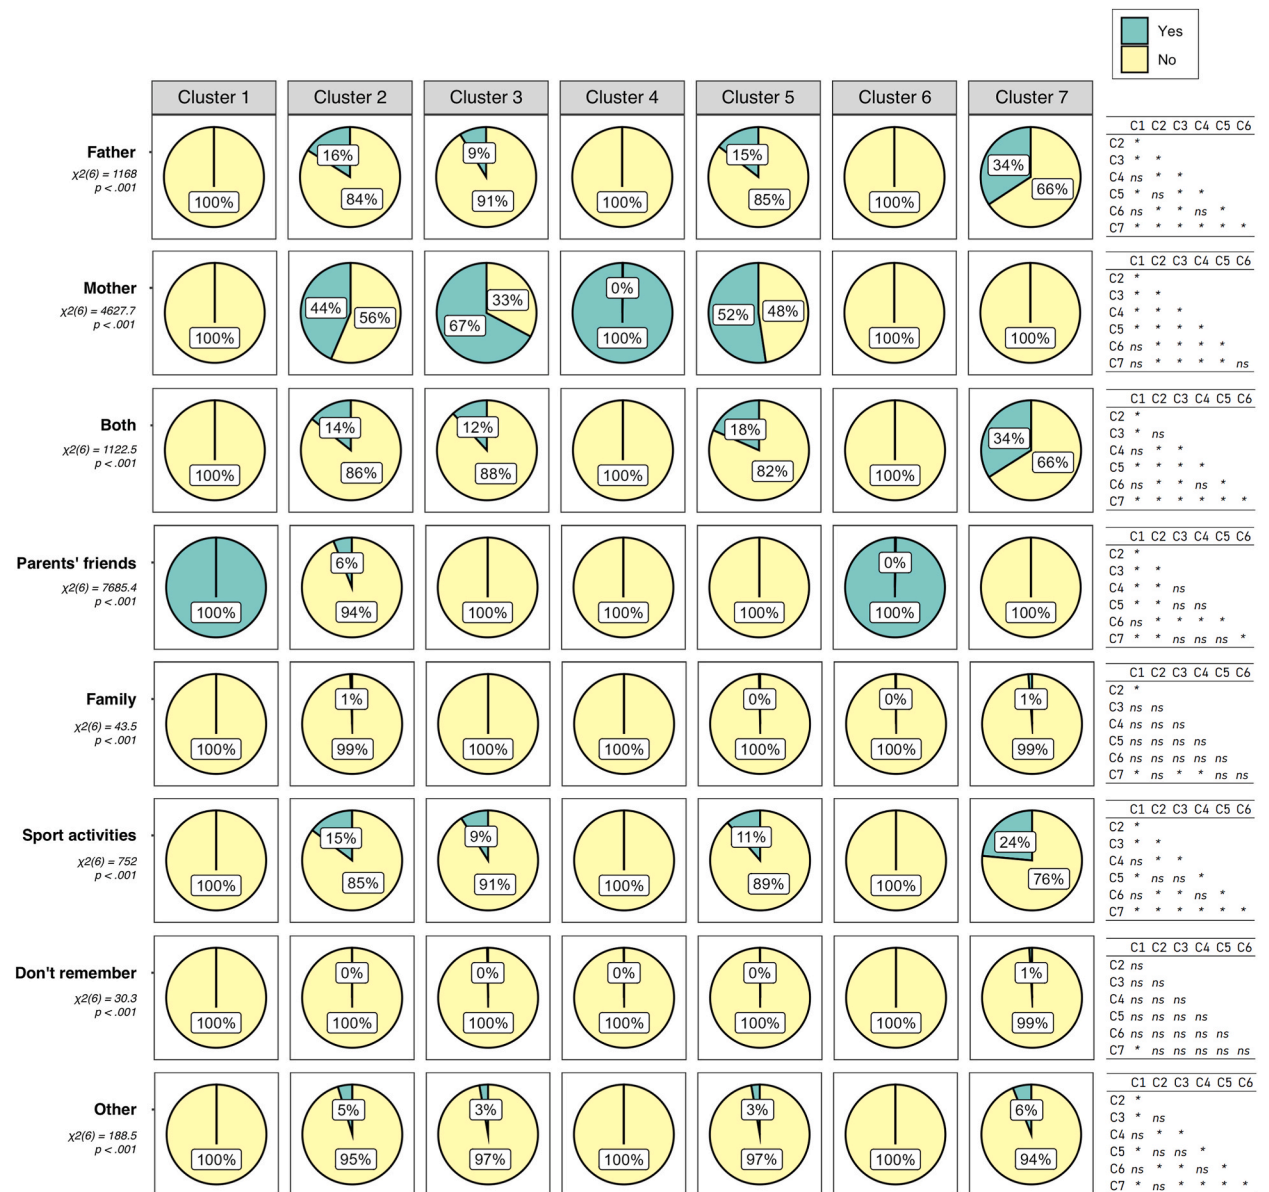 Yes
No
Cluster 1 Cluster 2 Cluster 3 Cluster 4 Cluster 5 Cluster 6 Cluster 7
Father
χ2(6) = 1168
p < .001
100% 16% 84% 9% 91% 100% 15% 85% 100% 34% 66%
C1 C2 C3 C4 C5 C6
C2 *
C3 * *
C4 ns * *
C5 * ns * *
C6 ns * * ns *
C7 * * * * * *
Mother
χ2(6) = 4627.7
p < .001
100% 44% 56% 33% 67% 0% 100% 52% 48% 100% 100%
C1 C2 C3 C4 C5 C6
C2 *
C3 * *
C4 * * *
C5 * * * *
C6 ns * * * *
C7 ns * * * * ns
Both
χ2(6) = 1122.5
p < .001
100% 14% 86% 12% 88% 100% 18% 82% 100% 34% 66%
C1 C2 C3 C4 C5 C6
C2 *
C3 * ns
C4 ns * *
C5 * * * *
C6 ns * * ns *
C7 * * * * * *
Parents' friends
χ2(6) = 7685.4
p < .001
100% 6% 94% 100% 100% 100% 0% 100% 100%
C1 C2 C3 C4 C5 C6
C2 *
C3 * *
C4 * * ns
C5 * * ns ns
C6 ns * * * *
C7 * * ns ns ns *
Family
χ2(6) = 43.5
p < .001
100% 1% 99% 100% 100% 0% 100% 0% 100% 1% 99%
C1 C2 C3 C4 C5 C6
C2 *
C3 ns ns
C4 ns ns ns
C5 ns ns ns ns
C6 ns ns ns ns ns
C7 * ns * * ns ns
Sport activities
χ2(6) = 752
p < .001
100% 15% 85% 9% 91% 100% 11% 89% 100% 24% 76%
C1 C2 C3 C4 C5 C6
C2 *
C3 * *
C4 ns * *
C5 * ns ns *
C6 ns * * ns *
C7 * * * * * *
Don't remember
χ2(6) = 30.3
p < .001
100% 0% 100% 0% 100% 0% 100% 0% 100% 100% 1% 99%
C1 C2 C3 C4 C5 C6
C2 ns
C3 ns ns
C4 ns ns ns
C5 ns ns ns ns
C6 ns ns ns ns ns
C7 * ns ns ns ns ns
Other
χ2(6) = 188.5
p < .001
100% 5% 95% 3% 97% 100% 3% 97% 100% 6% 94%
C1 C2 C3 C4 C5 C6
C2 *
C3 * ns
C4 ns * *
C5 * ns ns *
C6 ns * * ns *
C7 * ns * * * *